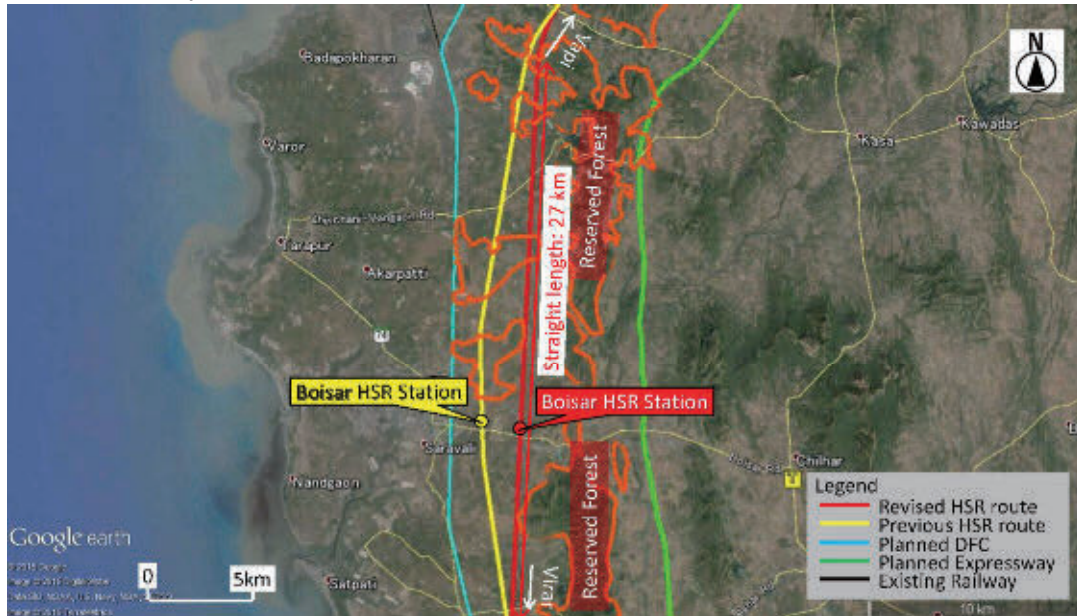 Vapi
N
Badapokharan
Kawadas
Kasa
Varor
Reserved Forest
Straight length: 27 km
Tarapur
Akarpatti
Boisar HSR Station
Boisar HSR Station
Saravali
Boisar Rd
Chilhar
Nandgaon
Reserved Forest
Legend
Revised HSR route
Previous HSR route
Planned DFC
Planned Expressway
Existing Railway
Google earth
0
5km
Satpati
Virar
10 km